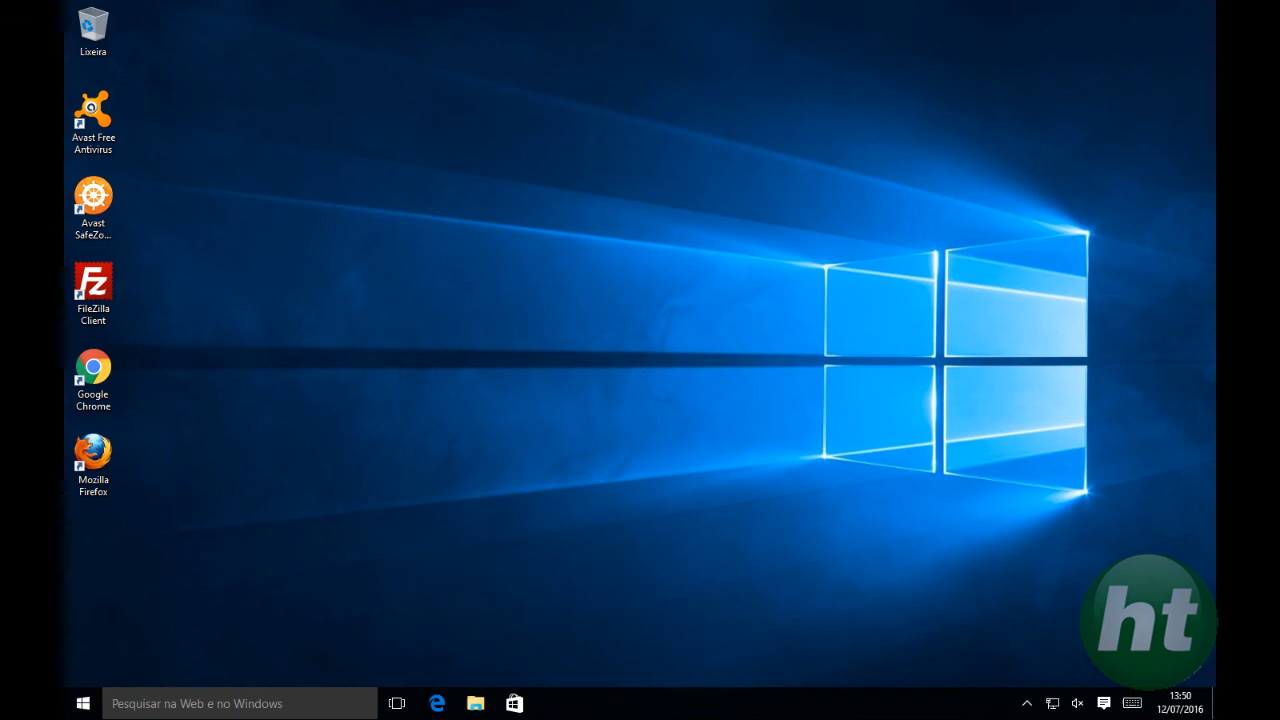 Lixeira
Avast Free
Antivirus
Avast
SafeZo...
FileZilla
Client
Google
Chrome
Mozilla
Firefox
ht
Pesquisar na Web e no Windows
13:50
12/07/2016